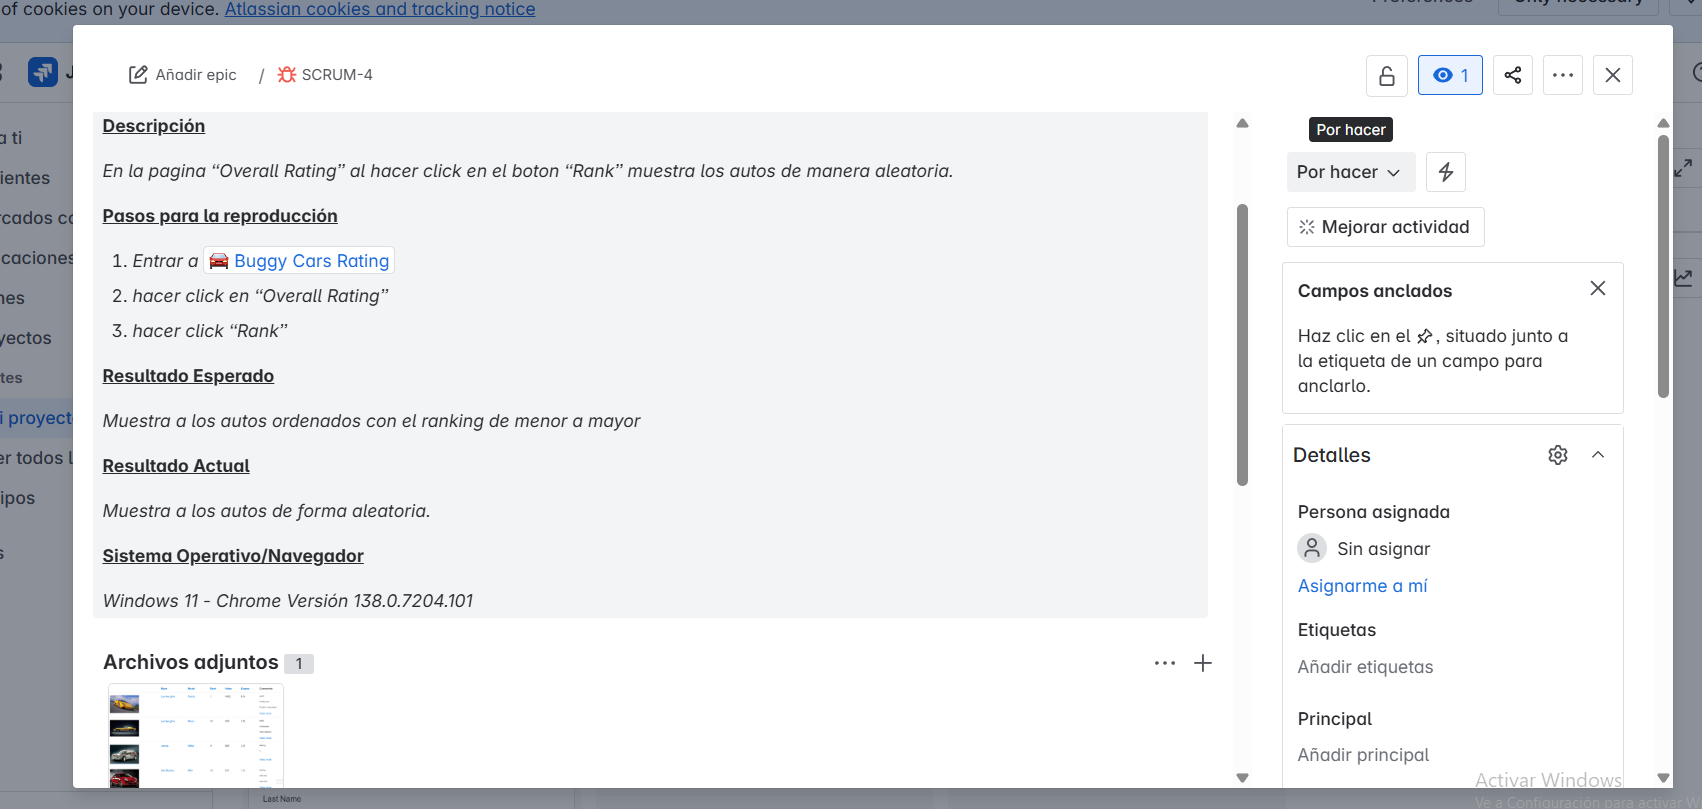 of cookies on your device. Atlassian cookies and tracking notice
Only necessary
Añadir epic / SCRUM-4
1
Descripción
En la pagina “Overall Rating” al hacer click en el boton “Rank” muestra los autos de manera aleatoria.
Pasos para la reproducción
1. Entrar a Buggy Cars Rating
2. hacer click en “Overall Rating”
3. hacer click “Rank”
Resultado Esperado
Muestra a los autos ordenados con el ranking de menor a mayor
Resultado Actual
Muestra a los autos de forma aleatoria.
Sistema Operativo/Navegador
Windows 11 - Chrome Versión 138.0.7204.101
Archivos adjuntos 1
Por hacer
Por hacer
Mejorar actividad
Campos anclados
Haz clic en el , situado junto a
la etiqueta de un campo para
anclarlo.
Detalles
Persona asignada
Sin asignar
Asignarme a mí
Etiquetas
Añadir etiquetas
Principal
Añadir principal
a ti
ientes
rcados co
caciones
nes
yectos
tes
i proyect
er todos l
ipos
s
Last Name
Activar Windows
Ve a Configuración para activar W